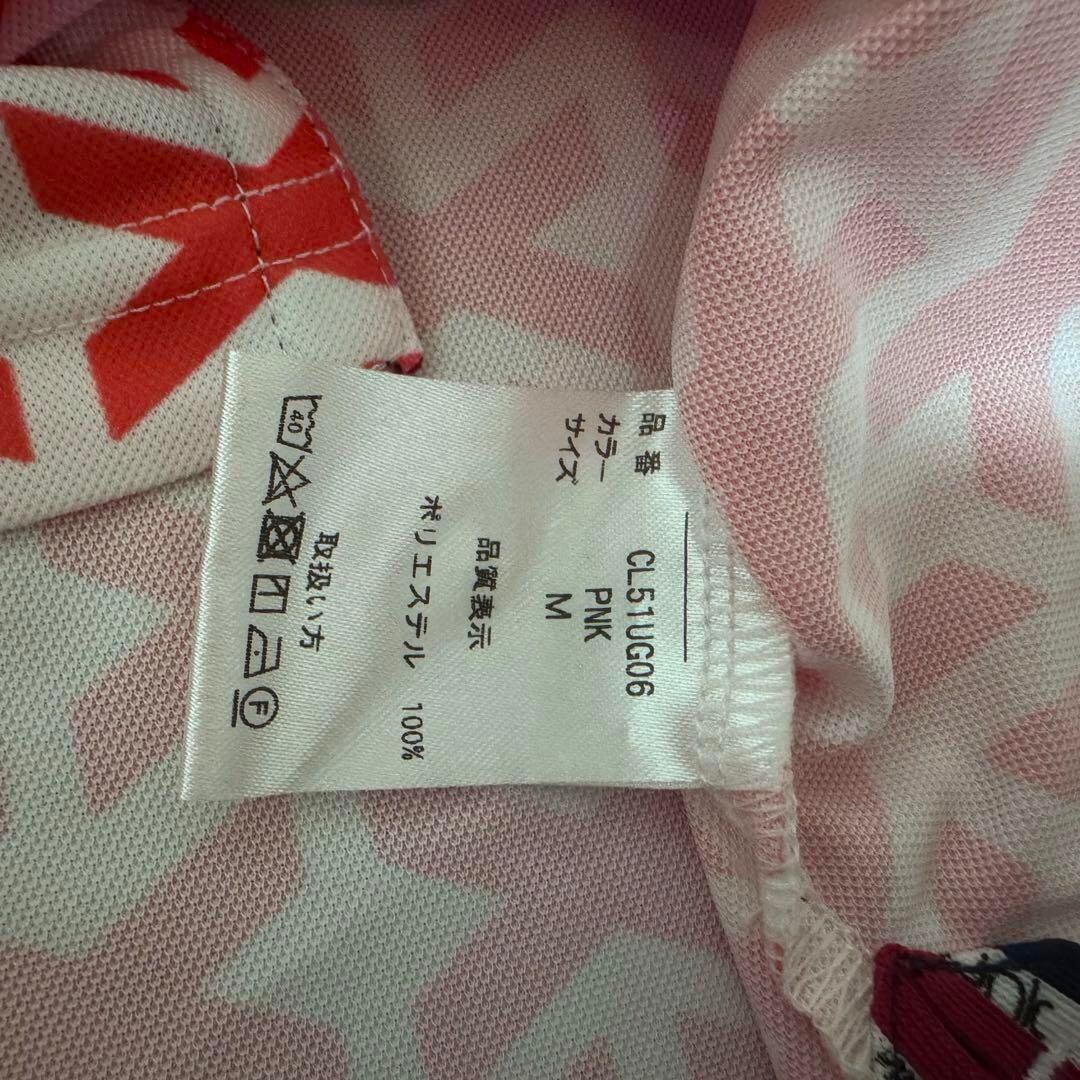 品番 CL51UG06
カラー PNK
サイズ M
品質表示
ポリエステル 100%
取扱い方
40
F